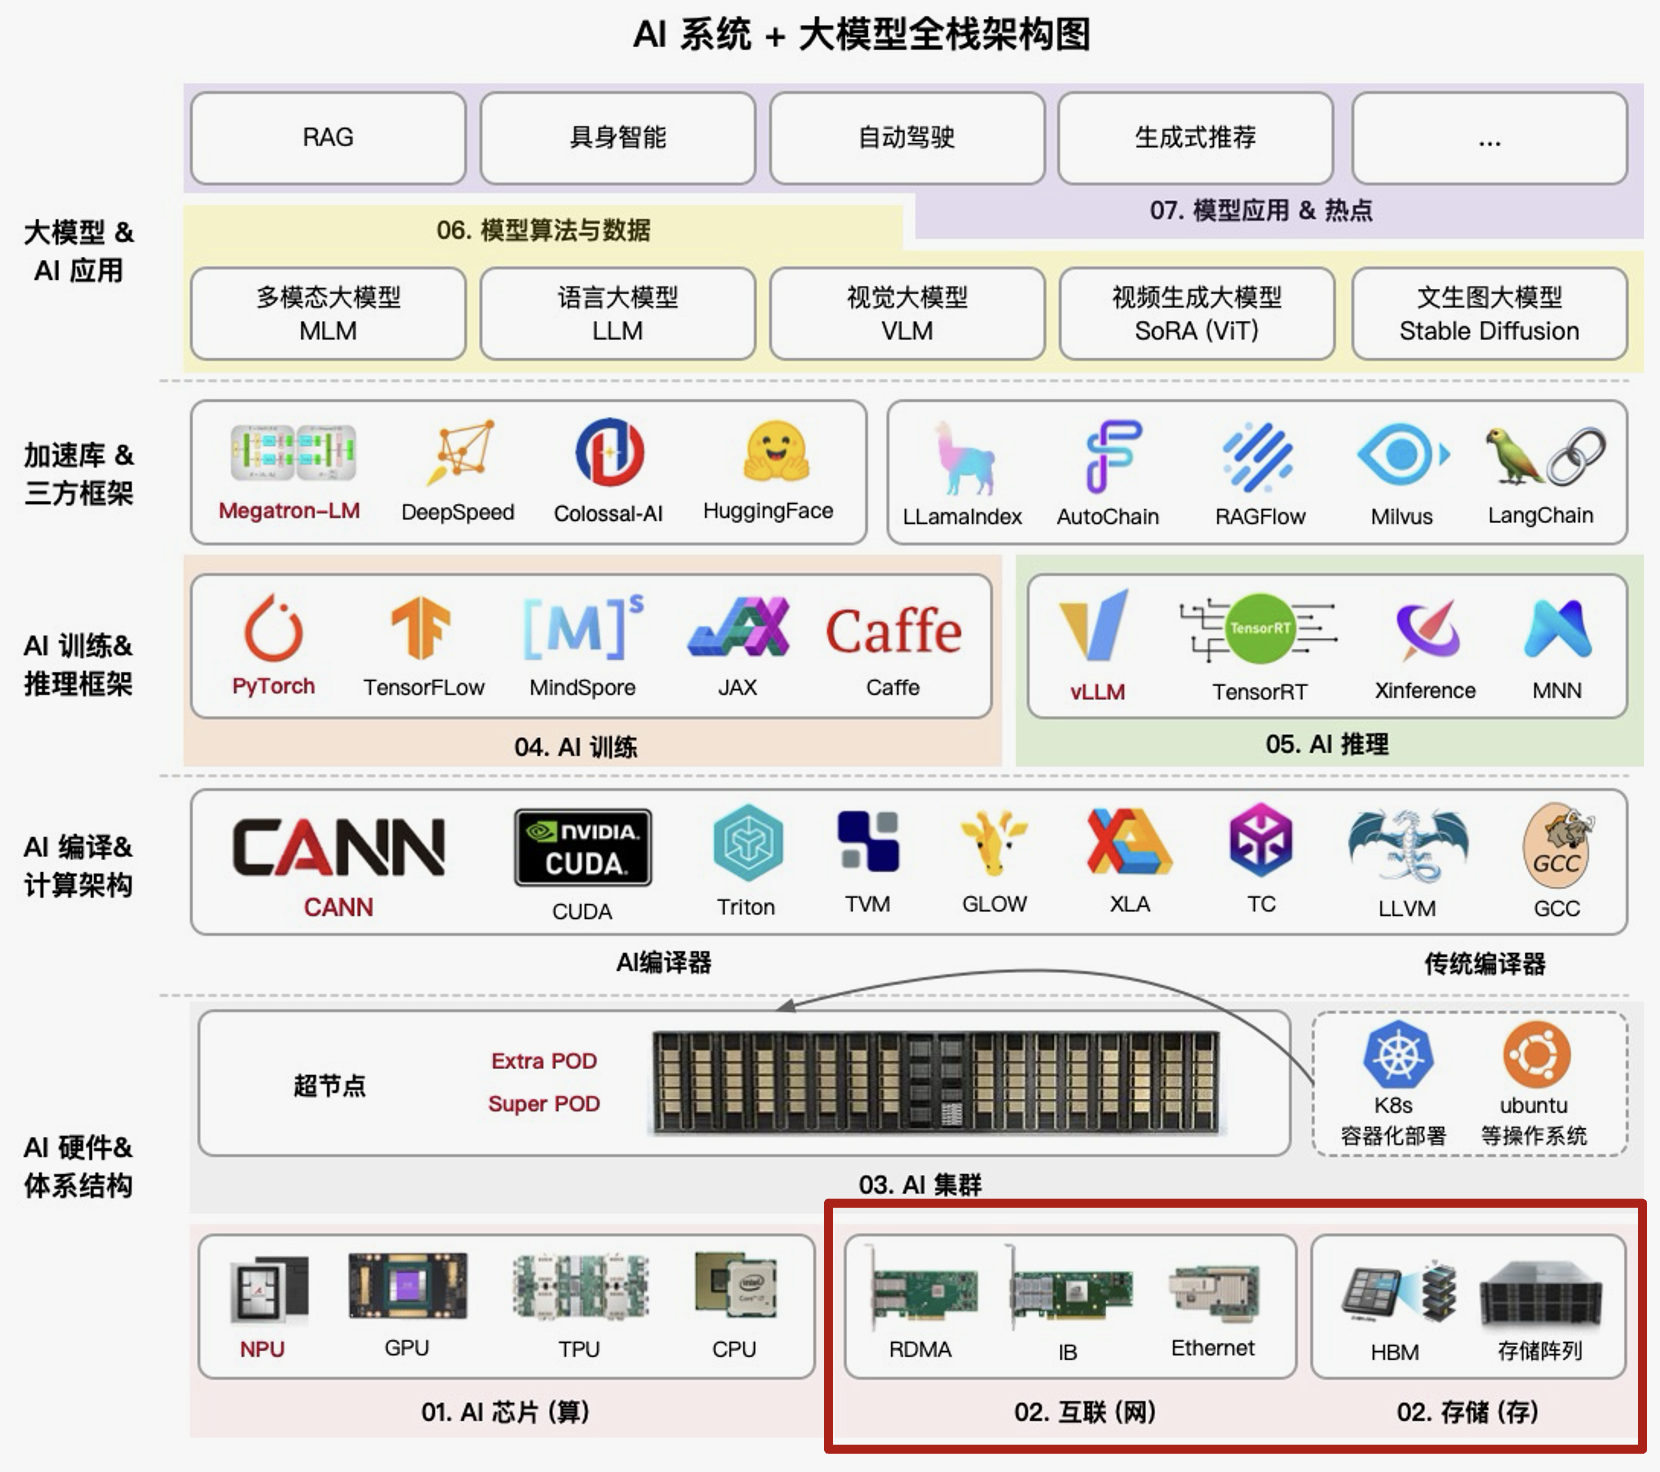 AI 系统 + 大模型全栈架构图
大模型 &
AI 应用
RAG
具身智能
自动驾驶
生成式推荐
...
07. 模型应用 & 热点
06. 模型算法与数据
多模态大模型
MLM
语言大模型
LLM
视觉大模型
VLM
视频生成大模型
SoRA (ViT)
文生图大模型
Stable Diffusion
加速库 &
三方框架
Megatron-LM
DeepSpeed
Colossal-AI
HuggingFace
LLamaIndex
AutoChain
RAGFlow
Milvus
LangChain
AI 训练&
推理框架
[M]s
Caffe
TensorRT
PyTorch
TensorFLow
MindSpore
JAX
Caffe
vLLM
TensorRT
Xinference
MNN
04. AI 训练
05. AI 推理
AI 编译&
计算架构
CANN
NVIDIA.
CUDA.
GCC
CANN
CUDA
Triton
TVM
GLOW
XLA
TC
LLVM
GCC
AI编译器
传统编译器
AI 硬件&
体系结构
超节点
Extra POD
Super POD
K8s
容器化部署
ubuntu
等操作系统
03. AI 集群
intel
NPU
GPU
TPU
CPU
RDMA
IB
Ethernet
HBM
存储阵列
01. AI 芯片 (算)
02. 互联 (网)
02. 存储 (存)